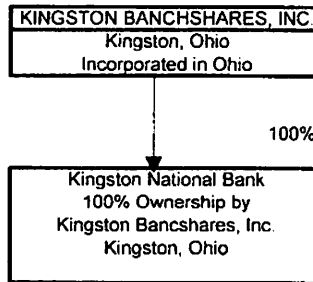 KINGSTON BANCHSHARES, INC.
Kingston, Ohio
Incorporated in Ohio
100%
Kingston National Bank
100% Ownership by
Kingston Bancshares, Inc.
Kingston, Ohio